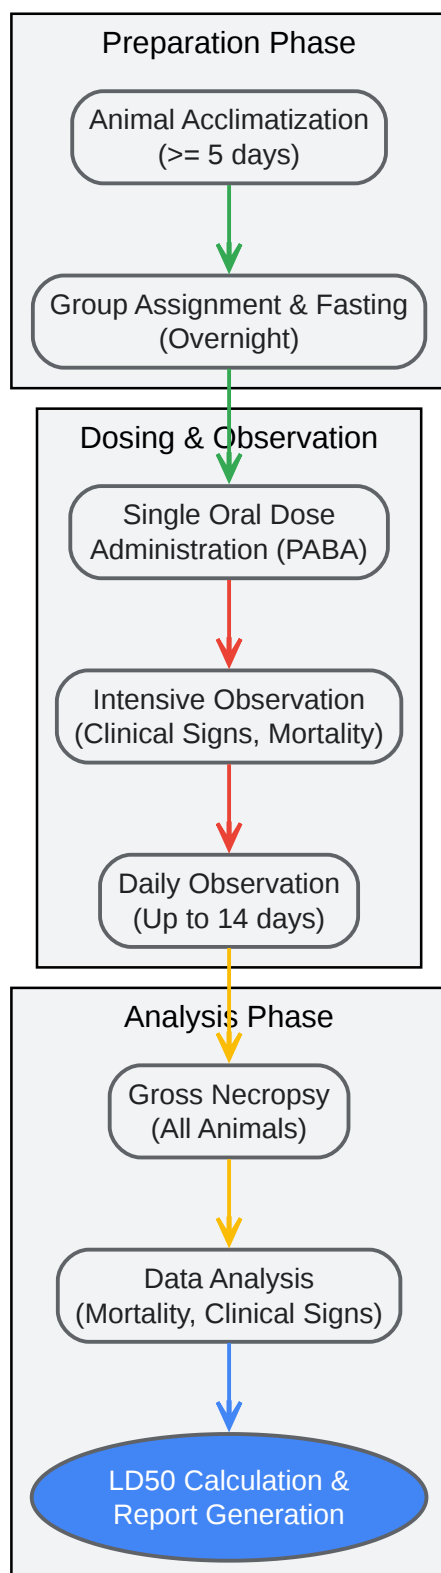 Preparation Phase
Animal Acclimatization
(>= 5 days)
Group Assignment & Fasting
(Overnight)
Dosing & Observation
Single Oral Dose
Administration (PABA)
Intensive Observation
(Clinical Signs, Mortality)
Daily Observation
(Up to 14 days)
Analysis Phase
Gross Necropsy
(All Animals)
Data Analysis
(Mortality, Clinical Signs)
LD50 Calculation &
Report Generation